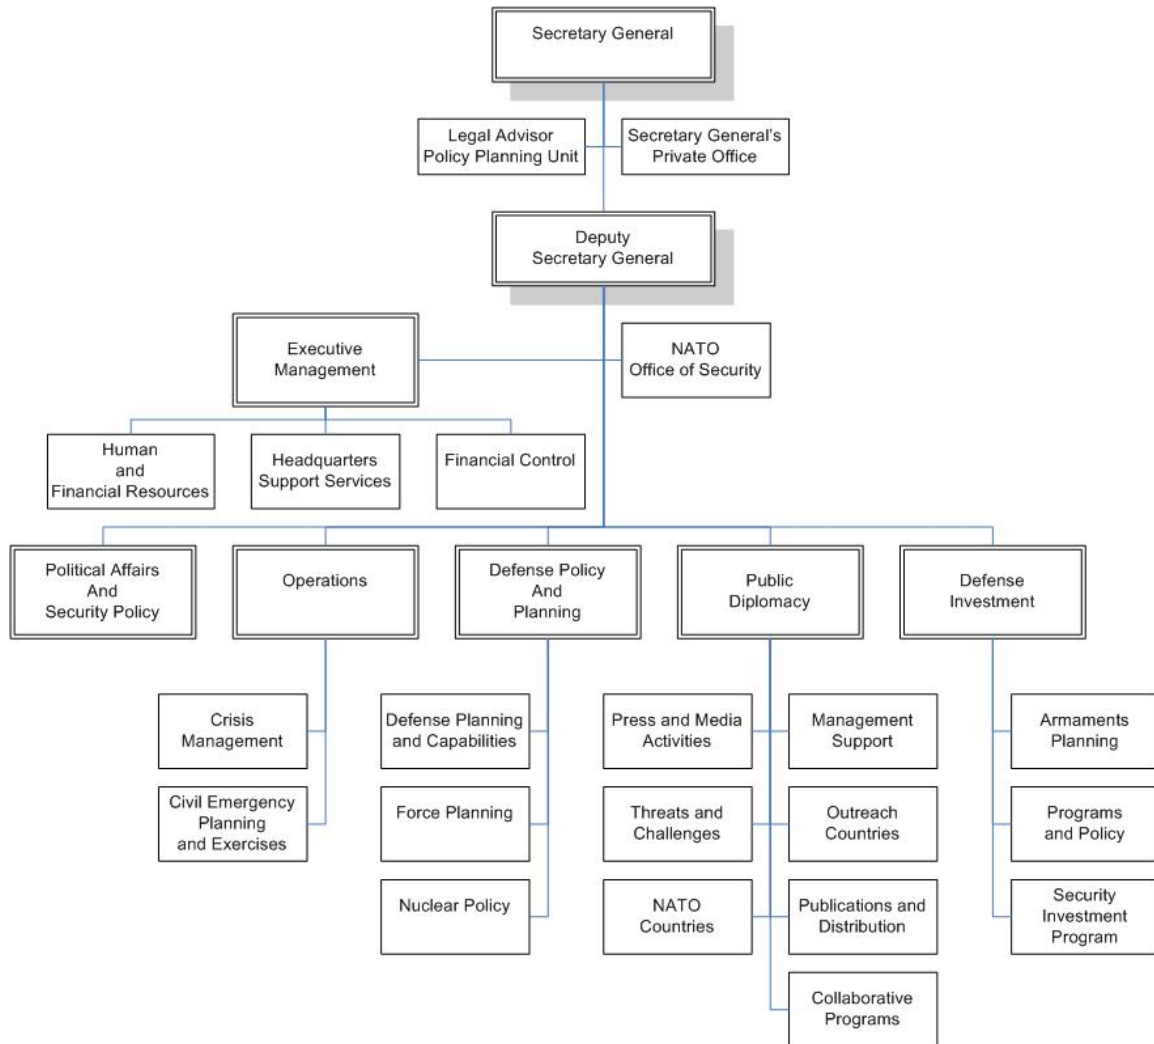 Secretary General
Legal Advisor
Policy Planning Unit
Secretary General's
Private Office
Deputy
Secretary General
Executive
Management
NATO
Office of Security
Human
and
Financial Resources
Headquarters
Support Services
Financial Control
Political Affairs
And
Security Policy
Operations
Defense Policy
And
Planning
Public
Diplomacy
Defense
Investment
Crisis
Management
Defense Planning
and Capabilities
Press and Media
Activities
Management
Support
Armaments
Planning
Civil Emergency
Planning
and Exercises
Force Planning
Threats and
Challenges
Outreach
Countries
Programs
and Policy
Nuclear Policy
NATO
Countries
Publications and
Distribution
Security
Investment
Program
Collaborative
Programs